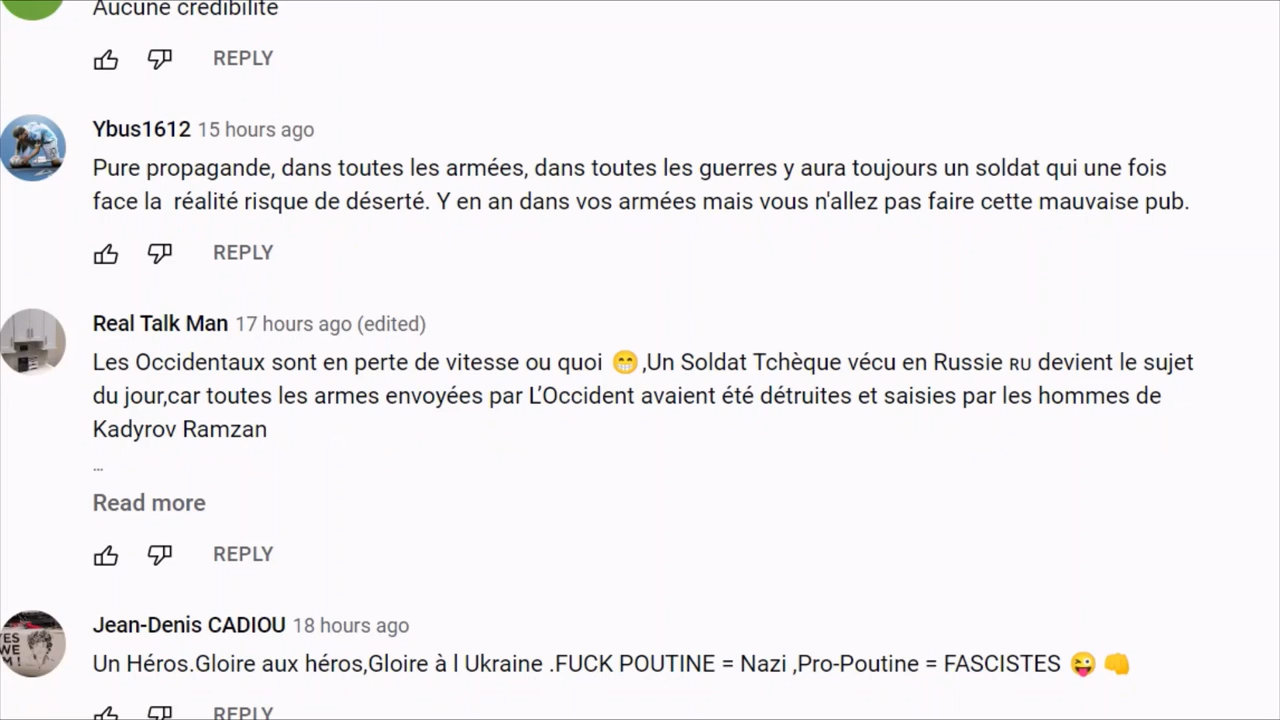 Aucune crédibilité
REPLY
Ybus1612 15 hours ago
Pure propagande, dans toutes les armées, dans toutes les guerres y aura toujours un soldat qui une fois
face la réalité risque de déserté. Y en an dans vos armées mais vous n'allez pas faire cette mauvaise pub.
REPLY
Real Talk Man 17 hours ago (edited)
Les Occidentaux sont en perte de vitesse ou quoi 😁,Un Soldat Tchèque vécu en Russie ʀᴜ devient le sujet
du jour,car toutes les armes envoyées par L’Occident avaient été détruites et saisies par les hommes de
Kadyrov Ramzan
...
Read more
REPLY
YES
WE
M!
Jean-Denis CADIOU 18 hours ago
Un Héros.Gloire aux héros,Gloire à l Ukraine .FUCK POUTINE = Nazi ,Pro-Poutine = FASCISTES 😜 👊
REPLY